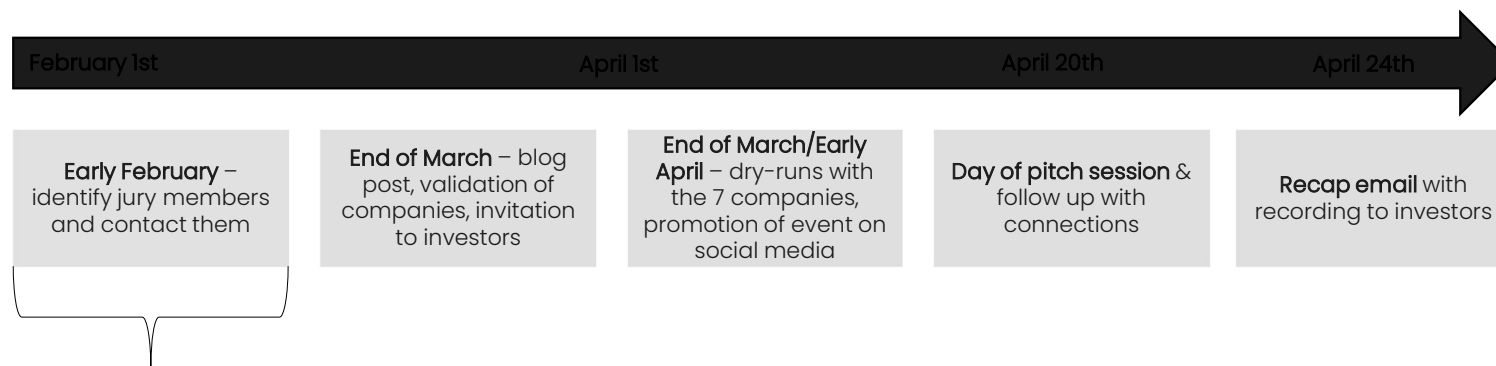 February 1st
April 1st
April 20th
April 24th
Early February –
identify jury members
and contact them
End of March – blog
post, validation of
companies, invitation
to investors
End of March/Early
April – dry-runs with
the 7 companies,
promotion of event on
social media
Day of pitch session &
follow up with
connections
Recap email with
recording to investors